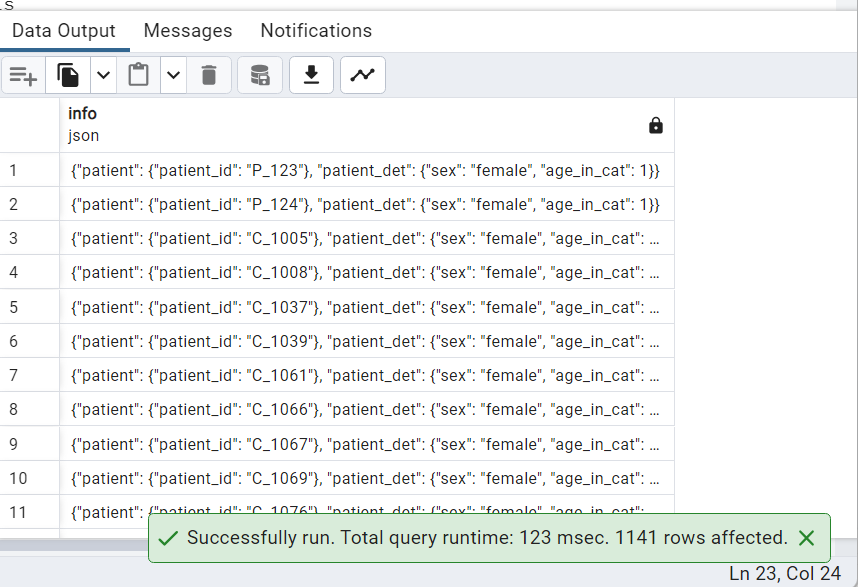 LS
Data Output Messages Notifications
info
json
1 {"patient": {"patient_id": "P_123"}, "patient_det": {"sex": "female", "age_in_cat": 1}}
2 {"patient": {"patient_id": "P_124"}, "patient_det": {"sex": "female", "age_in_cat": 1}}
3 {"patient": {"patient_id": "C_1005"}, "patient_det": {"sex": "female", "age_in_cat": ...
4 {"patient": {"patient_id": "C_1008"}, "patient_det": {"sex": "female", "age_in_cat": ...
5 {"patient": {"patient_id": "C_1037"}, "patient_det": {"sex": "female", "age_in_cat": ...
6 {"patient": {"patient_id": "C_1039"}, "patient_det": {"sex": "female", "age_in_cat": ...
7 {"patient": {"patient_id": "C_1061"}, "patient_det": {"sex": "female", "age_in_cat": ...
8 {"patient": {"patient_id": "C_1066"}, "patient_det": {"sex": "female", "age_in_cat": ...
9 {"patient": {"patient_id": "C_1067"}, "patient_det": {"sex": "female", "age_in_cat": ...
10 {"patient": {"patient_id": "C_1069"}, "patient_det": {"sex": "female", "age_in_cat": ...
11 {"patient": {"patient_id": "C_1076"}, "patient_det": {"sex": "female", "age_in_cat": ...
Successfully run. Total query runtime: 123 msec. 1141 rows affected.
Ln 23, Col 24